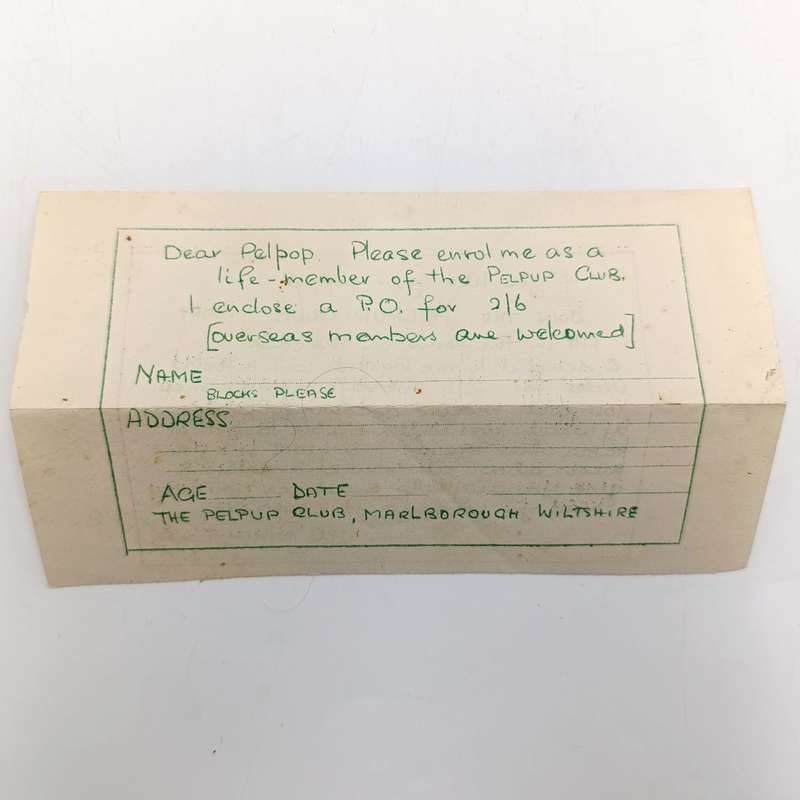 Dear Pelpop. Please enrol me as a
life-member of the PELPUP CLUB.
I enclose a P.O. for 2/6
[overseas members are welcomed]
NAME
BLOCKS PLEASE
ADDRESS
AGE DATE
THE PELPUP CLUB, MARLBOROUGH WILTSHIRE